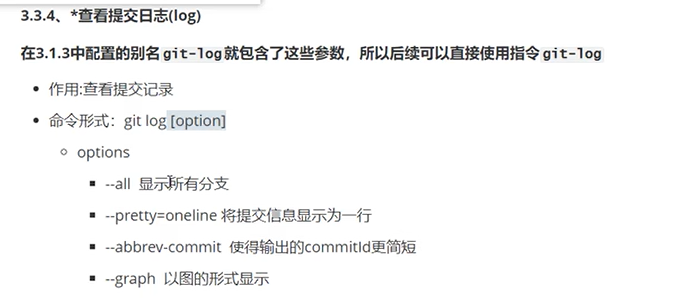 3.3.4、*查看提交日志(log)
在3.1.3中配置的别名git-log就包含了这些参数，所以后续可以直接使用指令git-log
作用:查看提交记录
命令形式：git log [option]
options
--all 显示所有分支
--pretty=oneline 将提交信息显示为一行
--abbrev-commit 使得输出的commitId更简短
--graph 以图的形式显示